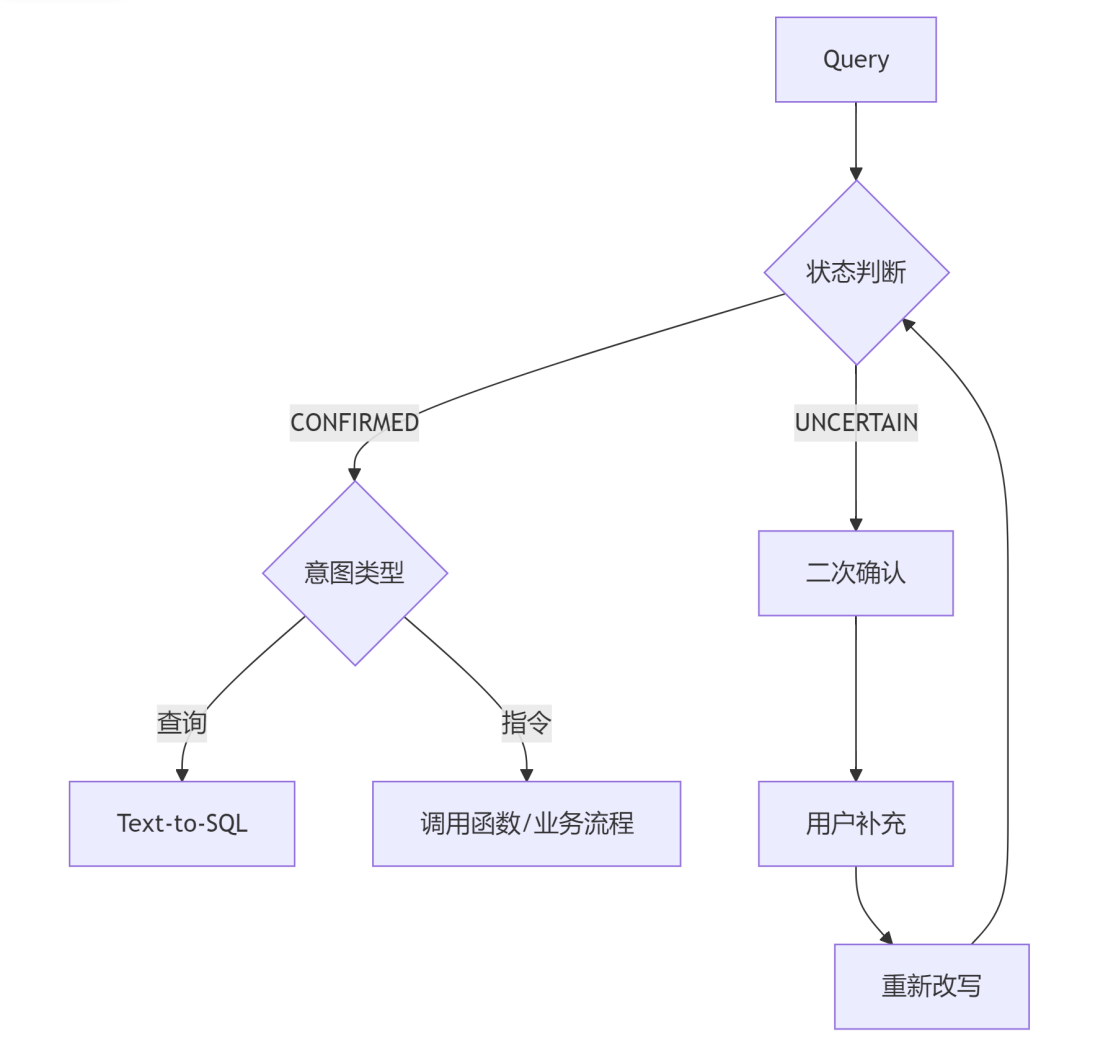 Query
状态判断
CONFIRMED
UNCERTAIN
意图类型
二次确认
查询
指令
Text-to-SQL
调用函数/业务流程
用户补充
重新改写